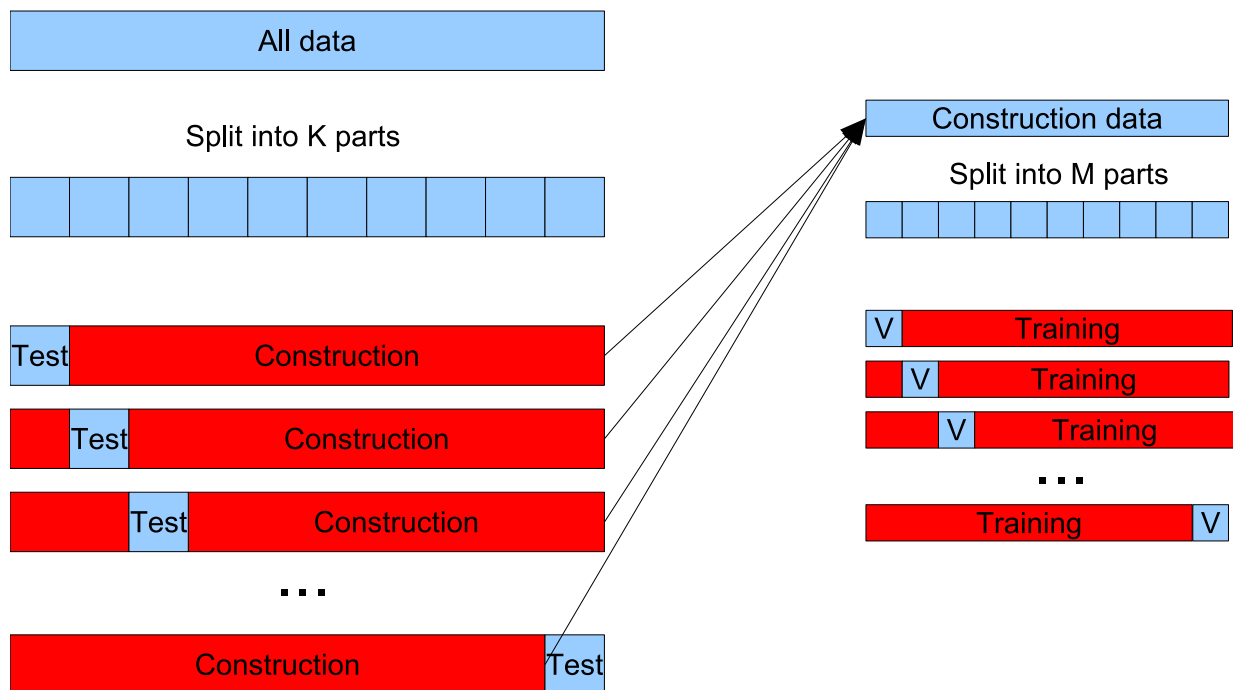 All data
Split into K parts
Test Construction
Test Construction
Test Construction
...
Construction Test
Construction data
Split into M parts
V Training
V Training
V Training
...
Training V